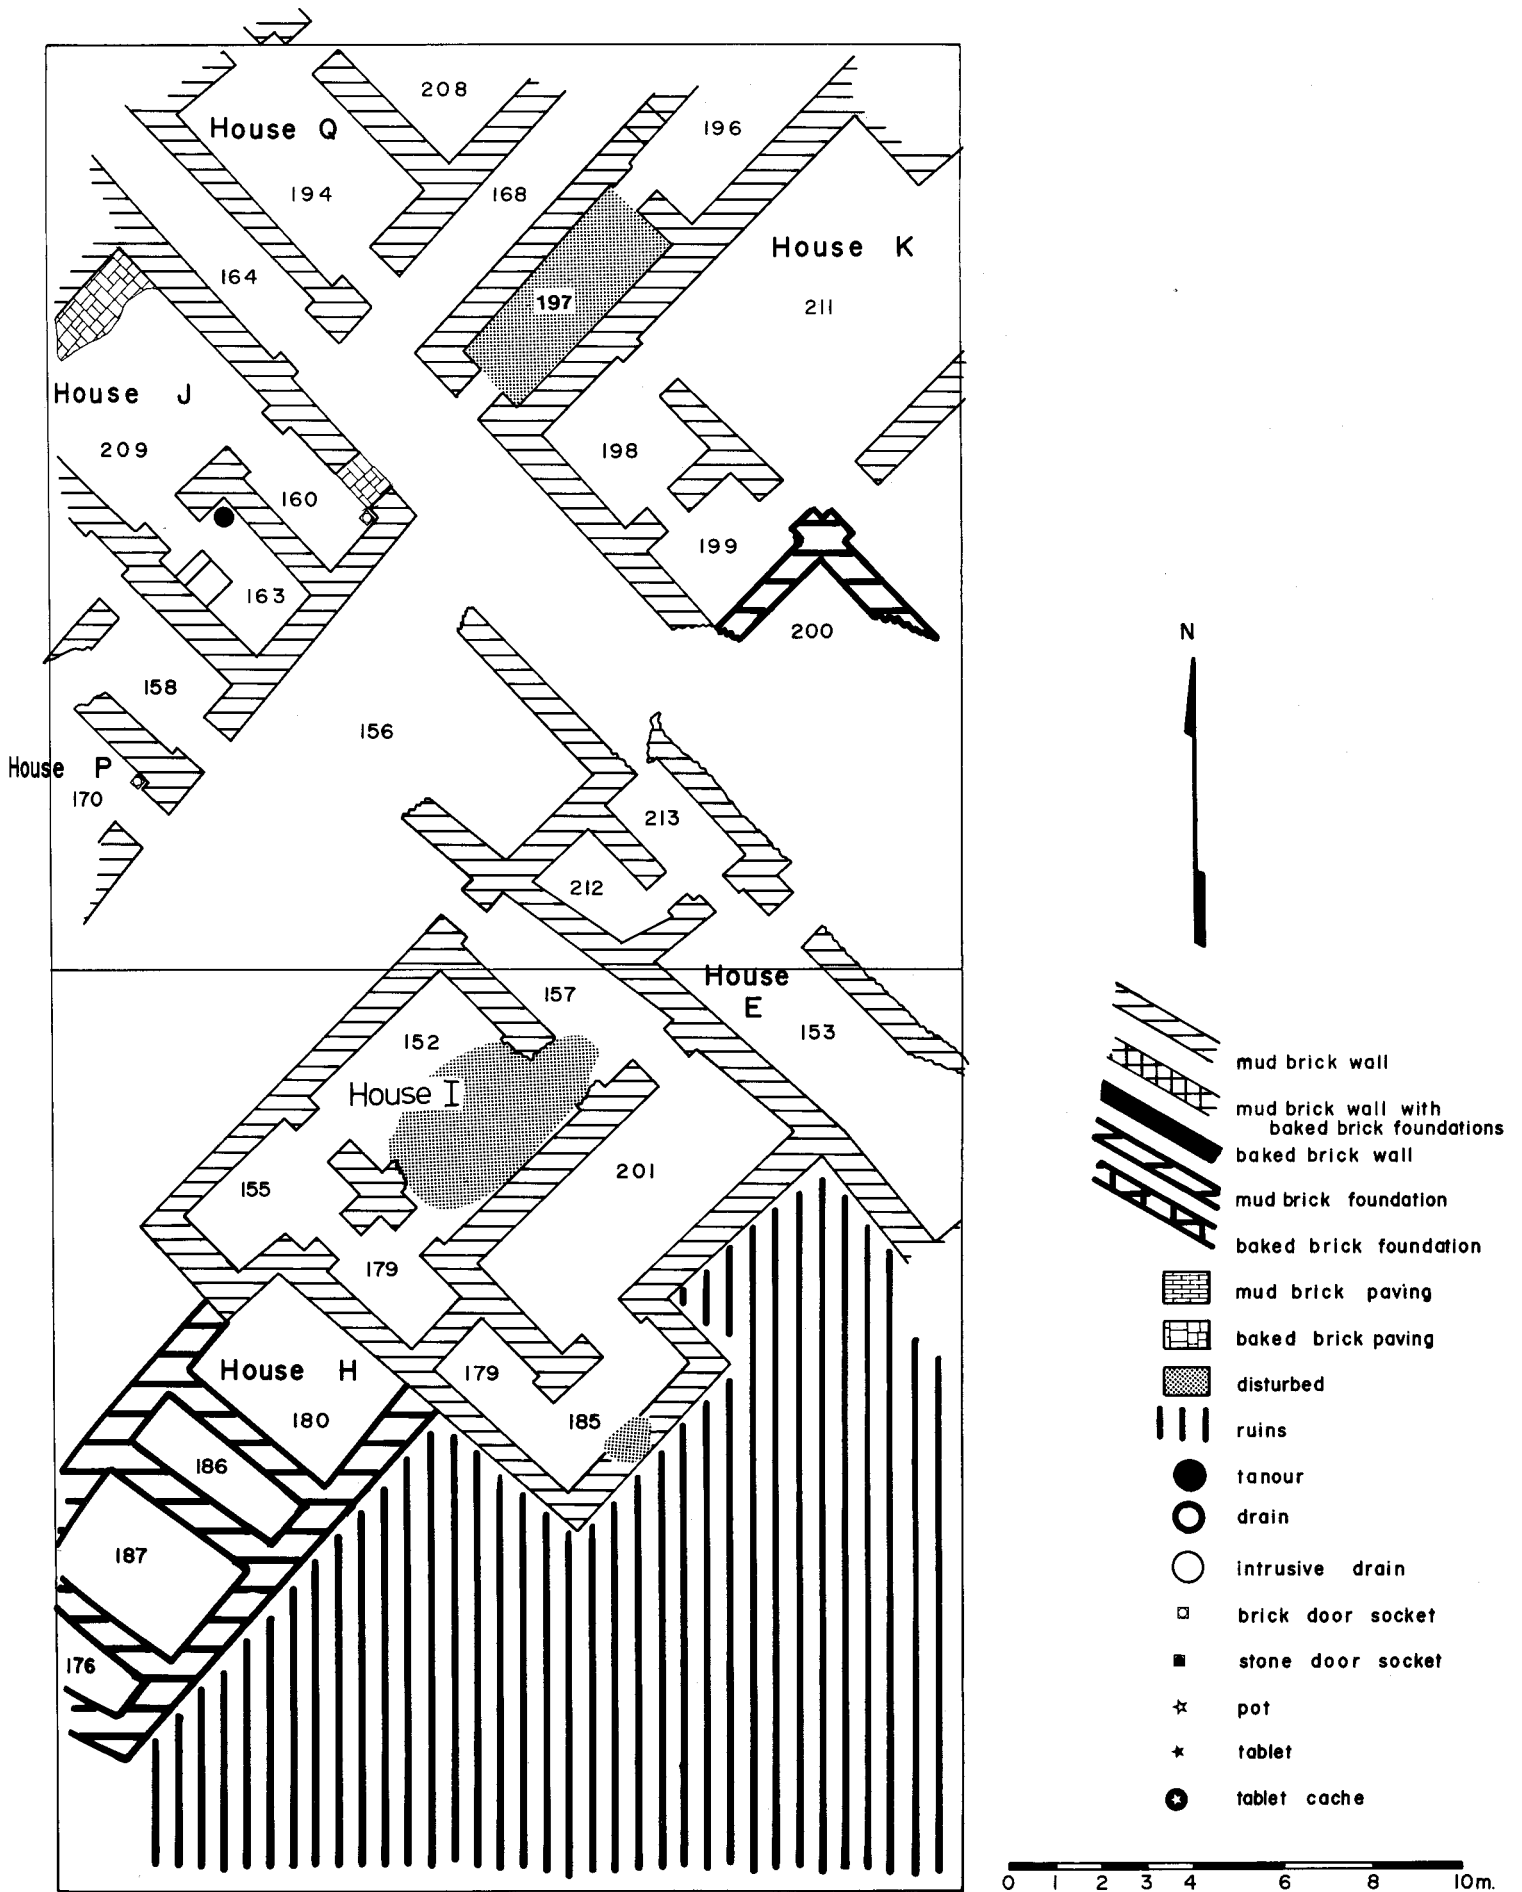 208
House Q
196
194
168
House K
164
197
211
House J
209
198
160
199
163
200
N
158
156
House P
170
213
212
House
E
157
153
152
House I
mud brick wall
mud brick wall with
baked brick foundations
baked brick wall
201
155
mud brick foundation
baked brick foundation
179
mud brick paving
baked brick paving
House H
179
disturbed
180
185
ruins
186
tanour
drain
187
intrusive drain
brick door socket
176
stone door socket
pot
tablet
tablet cache
0 1 2 3 4 6 8 10 m.